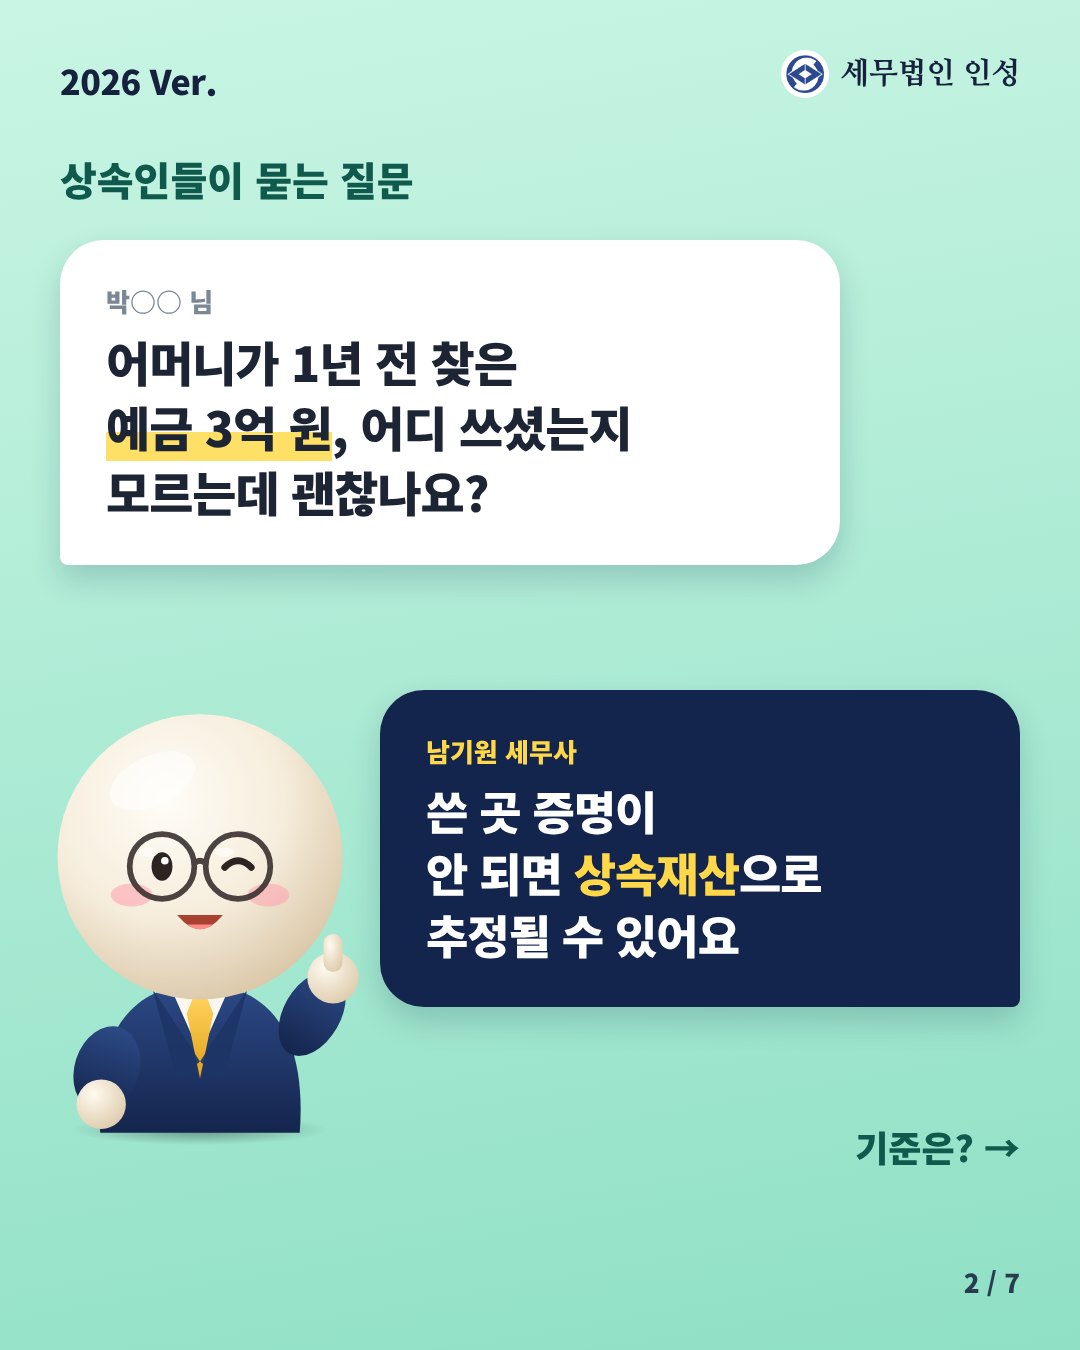 2026 Ver.
세무법인 인성
상속인들이 묻는 질문
박○○ 님
어머니가 1년 전 찾은
예금 3억 원, 어디 쓰셨는지
모르는데 괜찮나요?
남기원 세무사
쓴 곳 증명이
안 되면 상속재산으로
추정될 수 있어요
기준은? →
2 / 7